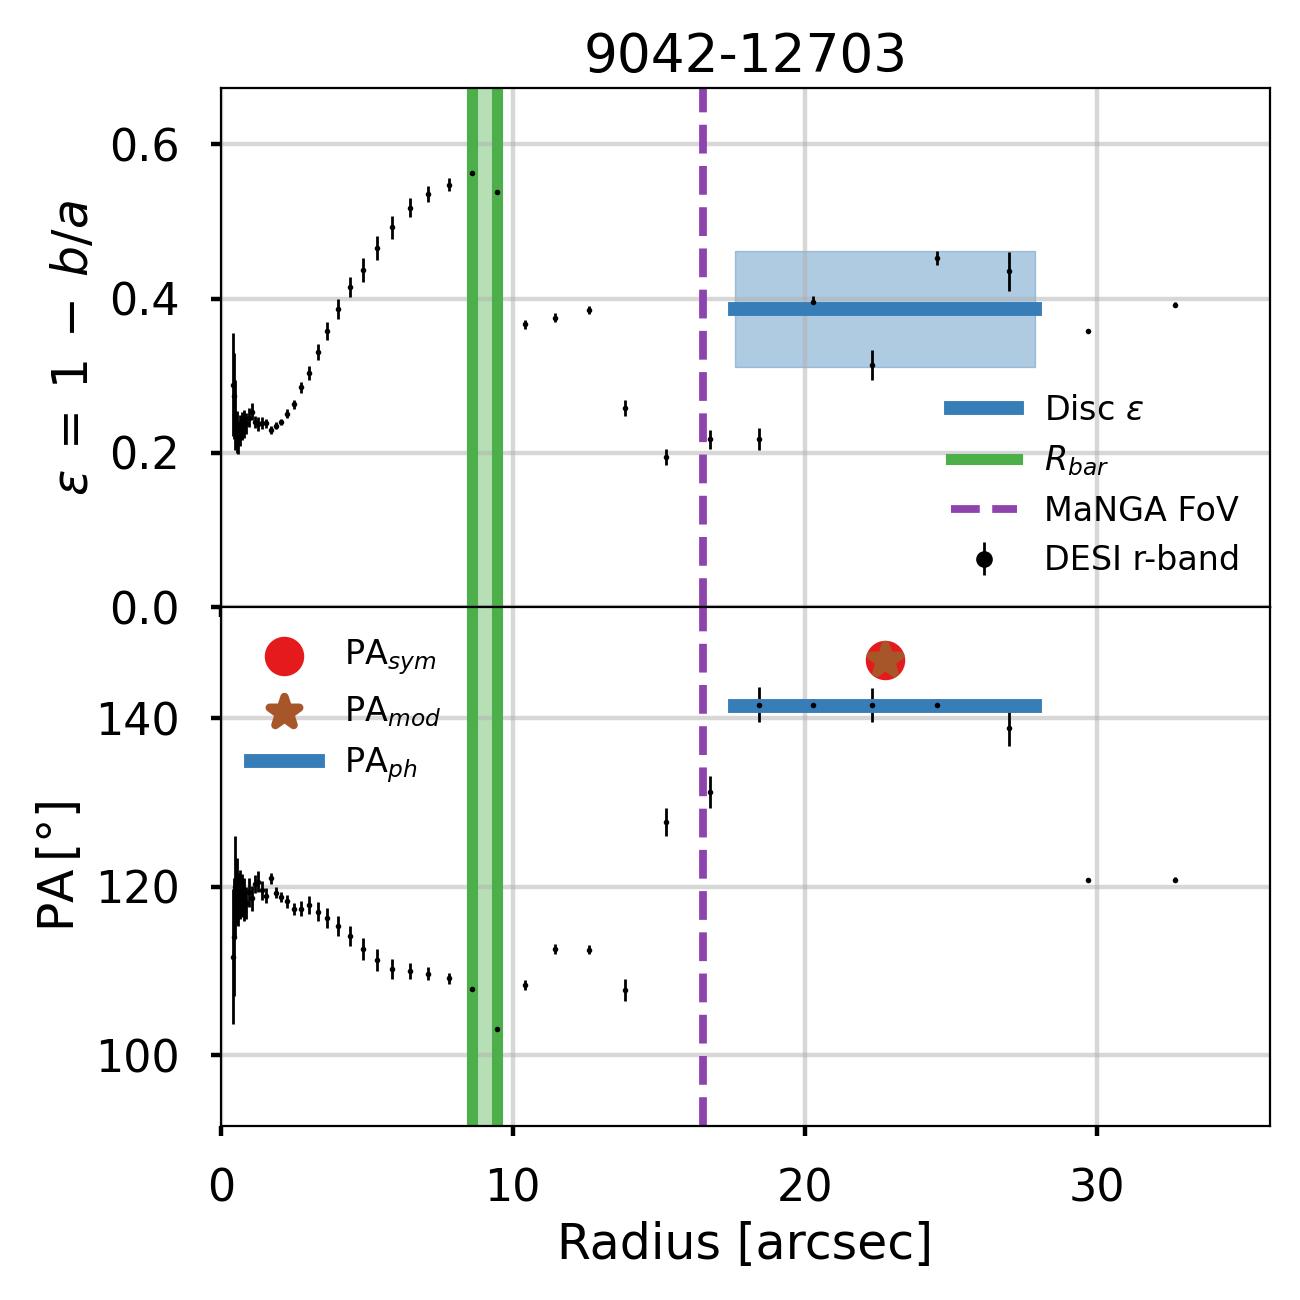 9042-12703
0.6
0.4
0.2
0.0
ε = 1 − b/a
Disc ε
R_bar
MaNGA FoV
DESI r-band
PA_sym
PA_mod
PA_ph
140
120
100
PA [°]
0 10 20 30
Radius [arcsec]